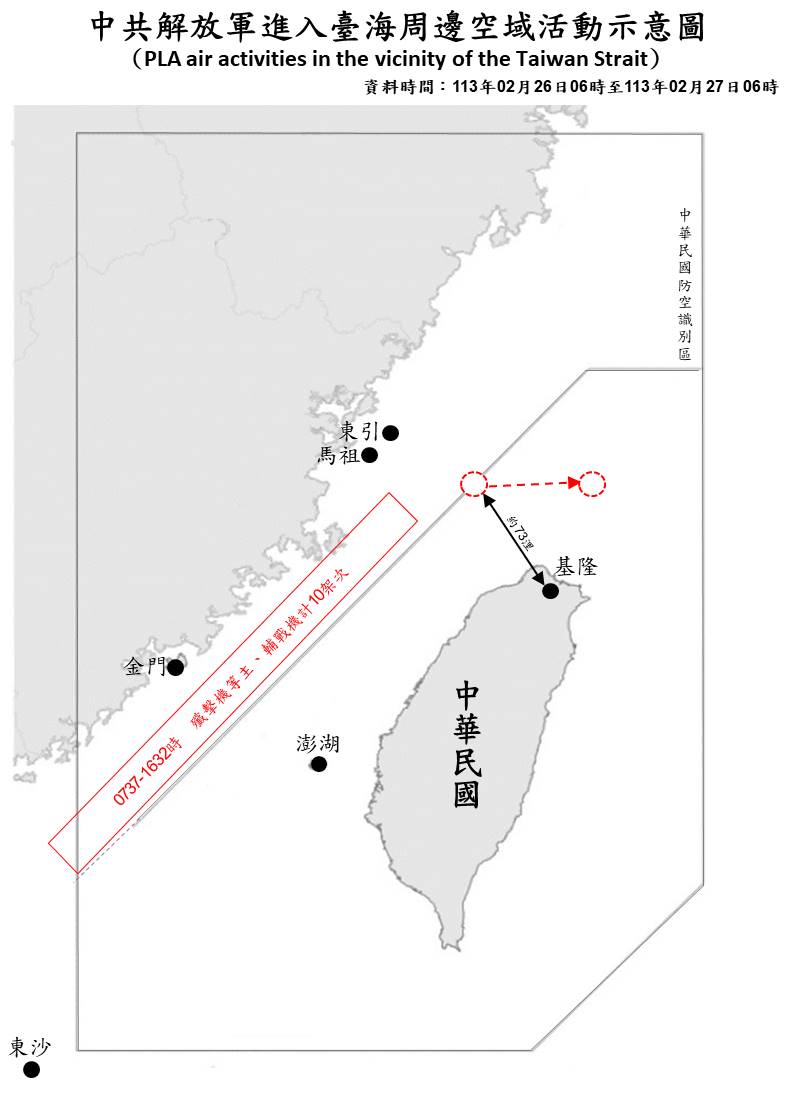 中共解放軍進入臺海周邊空域活動示意圖
（PLA air activities in the vicinity of the Taiwan Strait）
資料時間：113年02月26日06時至113年02月27日06時
中華民國防空識別區
東引
馬祖
約73浬
基隆
0737-1632時 殲擊機等主、輔戰機計10架次
金門
中華民國
澎湖
東沙